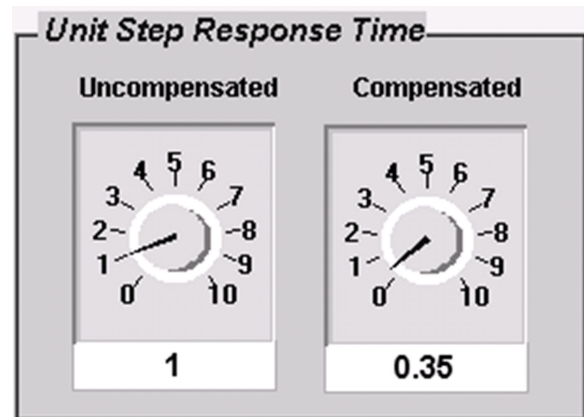 Unit Step Response Time
Uncompensated Compensated
5 5
4 6 4 6
3 7 3 7
2 8 2 8
1 9 1 9
0 10 0 10
1 0.35